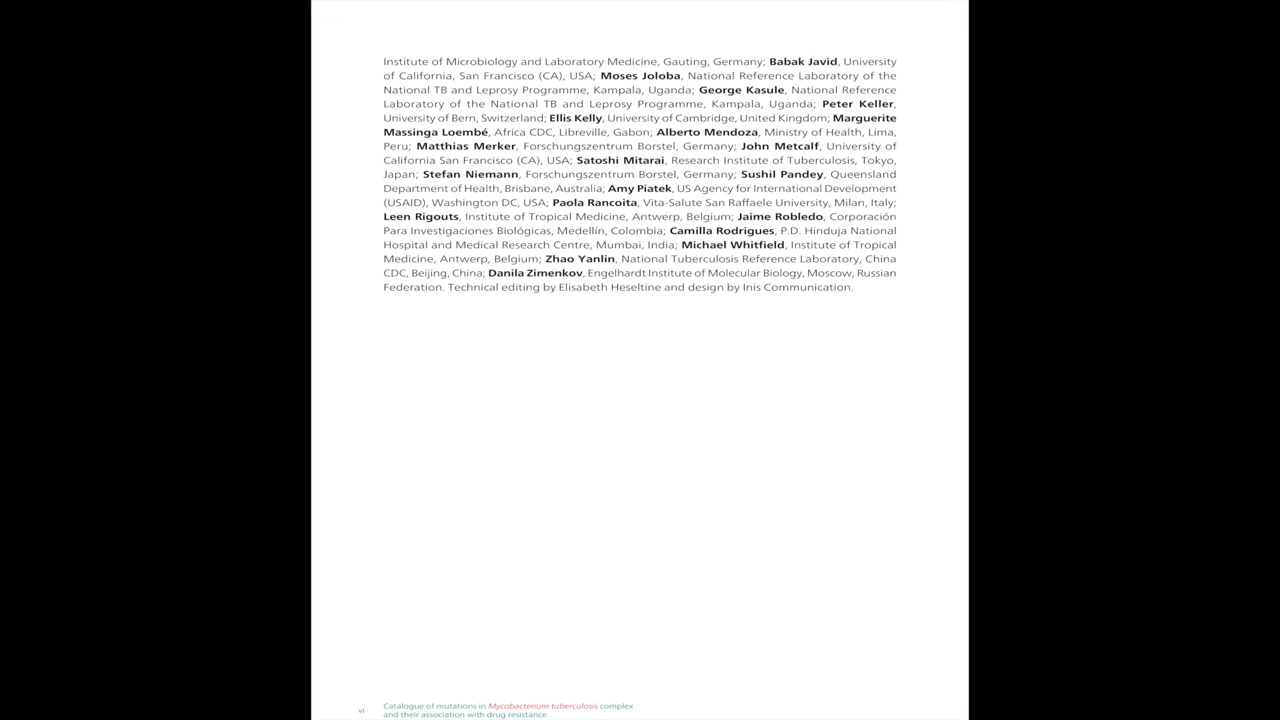 Institute of Microbiology and Laboratory Medicine, Gauting, Germany; Babak Javid, University
of California, San Francisco (CA), USA; Moses Joloba, National Reference Laboratory of the
National TB and Leprosy Programme, Kampala, Uganda; George Kasule, National Reference
Laboratory of the National TB and Leprosy Programme, Kampala, Uganda; Peter Keller,
University of Bern, Switzerland; Ellis Kelly, University of Cambridge, United Kingdom; Marguerite
Massinga Loembé, Africa CDC, Libreville, Gabon; Alberto Mendoza, Ministry of Health, Lima,
Peru; Matthias Merker, Forschungszentrum Borstel, Germany; John Metcalf, University of
California San Francisco (CA), USA; Satoshi Mitarai, Research Institute of Tuberculosis, Tokyo,
Japan; Stefan Niemann, Forschungszentrum Borstel, Germany; Sushil Pandey, Queensland
Department of Health, Brisbane, Australia; Amy Piatek, US Agency for International Development
(USAID), Washington DC, USA; Paola Rancoita, Vita-Salute San Raffaele University, Milan, Italy;
Leen Rigouts, Institute of Tropical Medicine, Antwerp, Belgium; Jaime Robledo, Corporación
Para Investigaciones Biológicas, Medellín, Colombia; Camilla Rodrigues, P.D. Hinduja National
Hospital and Medical Research Centre, Mumbai, India; Michael Whitfield, Institute of Tropical
Medicine, Antwerp, Belgium; Zhao Yanlin, National Tuberculosis Reference Laboratory, China
CDC, Beijing, China; Danila Zimenkov, Engelhardt Institute of Molecular Biology, Moscow, Russian
Federation. Technical editing by Elisabeth Heseltine and design by Inis Communication.
vi
Catalogue of mutations in Mycobacterium tuberculosis complex
and their association with drug resistance